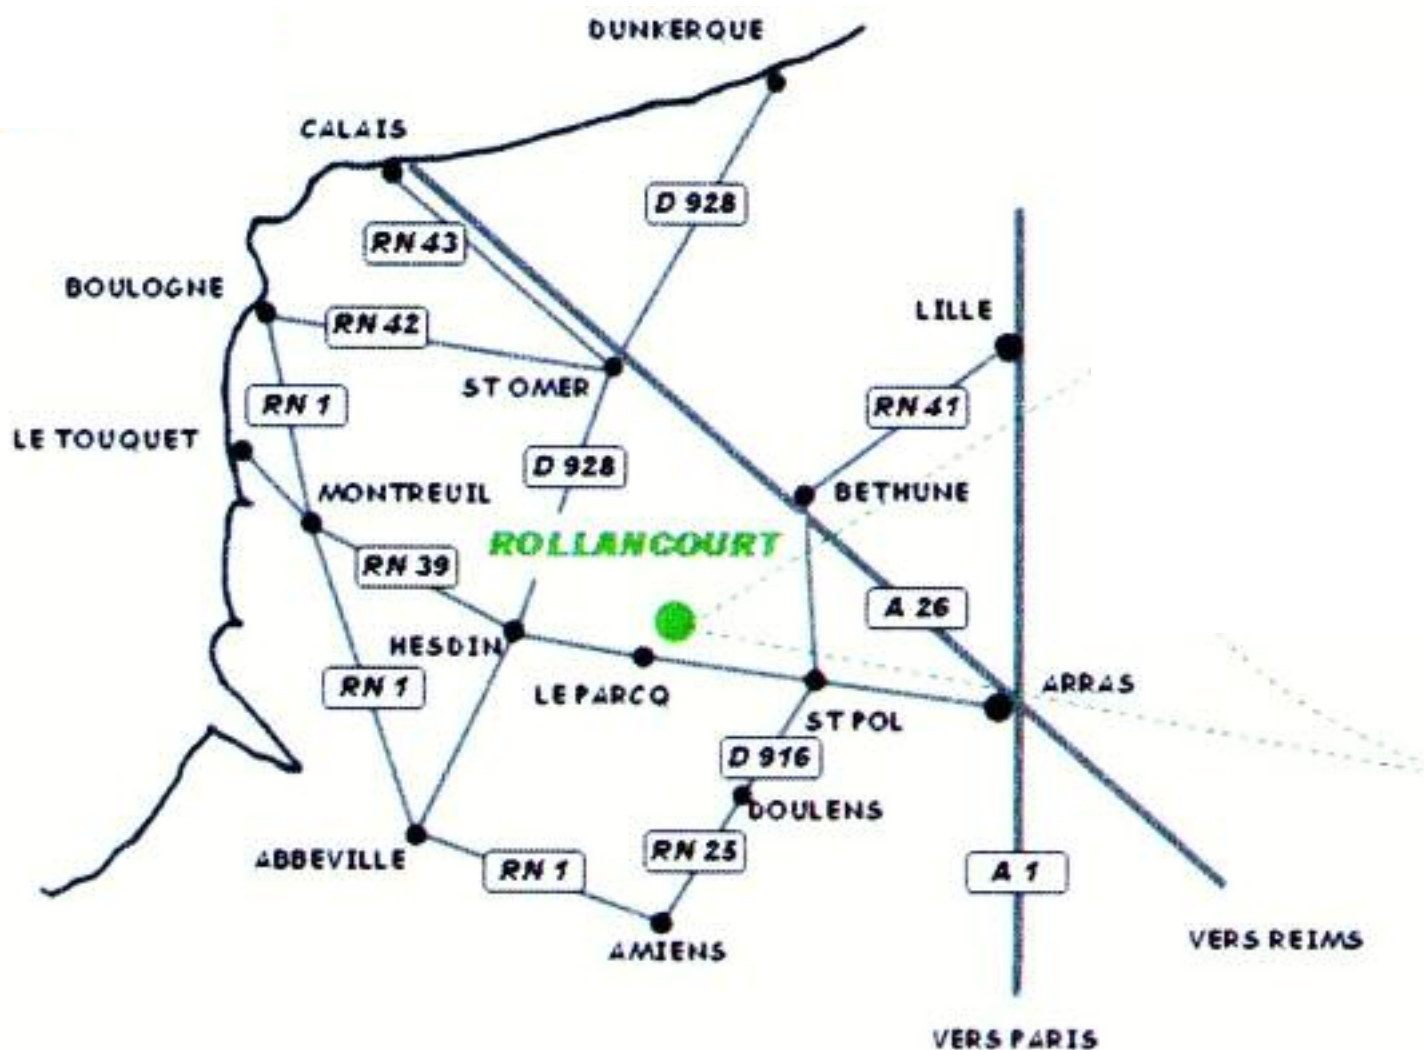 DUNKERQUE
CALAIS
D 928
RN 43
BOULOGNE
LILLE
RN 42
ST OMER
RN 1
RN 41
LE TOUQUET
D 928
MONTREUIL
BETHUNE
ROLLANCOURT
RN 39
A 26
HESDIN
RN 1
LE PARCQ
ARRAS
ST POL
D 916
DOULENS
ABBEVILLE
RN 1
RN 25
A 1
AMIENS
VERS REIMS
VERS PARIS